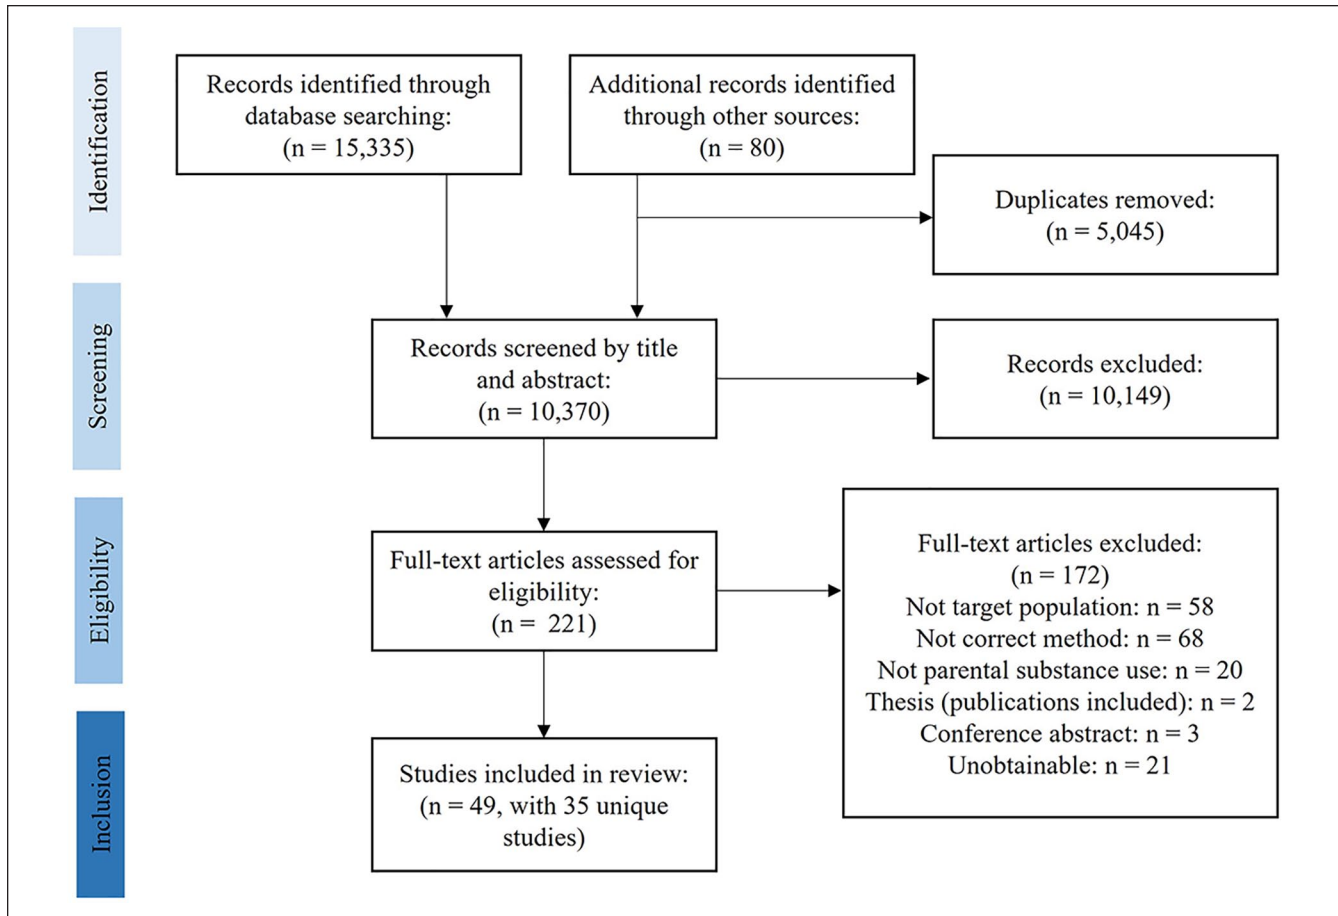 Identification
Records identified through
database searching:
(n = 15,335)
Additional records identified
through other sources:
(n = 80)
Duplicates removed:
(n = 5,045)
Screening
Records screened by title
and abstract:
(n = 10,370)
Records excluded:
(n = 10,149)
Eligibility
Full-text articles assessed for
eligibility:
(n =  221)
Full-text articles excluded:
(n = 172)
Not target population: n = 58
Not correct method: n = 68
Not parental substance use: n = 20
Thesis (publications included): n = 2
Conference abstract: n = 3
Unobtainable: n = 21
Inclusion
Studies included in review:
(n = 49, with 35 unique
studies)